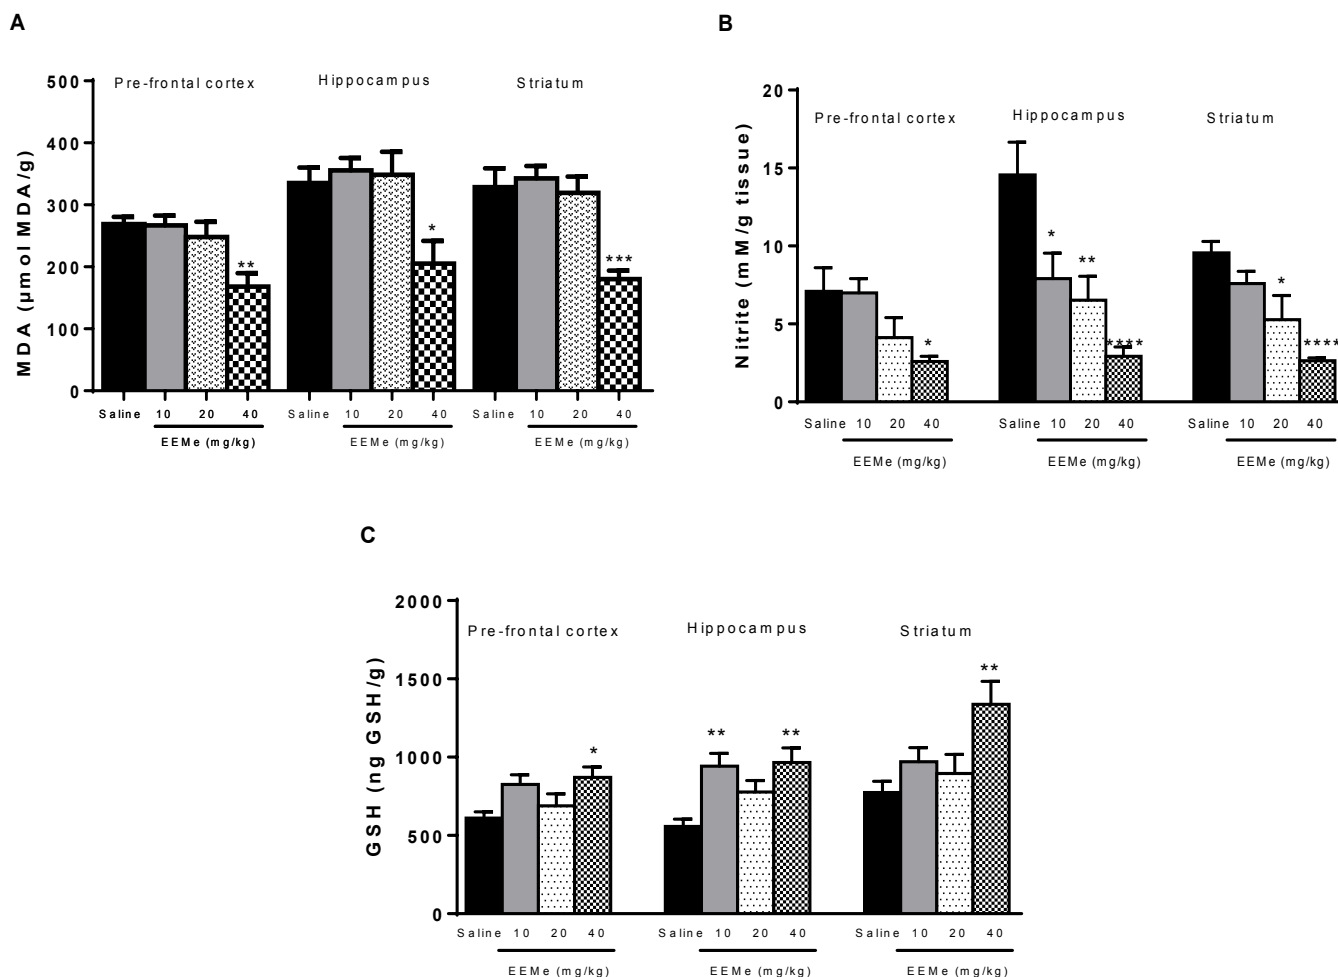 A
MDA (µmol MDA/g)
500
400
300
200
100
0
Pre-frontal cortex
Hippocampus
Striatum
**
*
***
Saline 10 20 40
Saline 10 20 40
Saline 10 20 40
EEMe (mg/kg)
EEMe (mg/kg)
EEMe (mg/kg)
B
Nitrite (mM/g tissue)
20
15
10
5
0
Pre-frontal cortex
Hippocampus
Striatum
*
*
**
****
*
****
Saline 10 20 40
Saline 10 20 40
Saline 10 20 40
EEMe (mg/kg)
EEMe (mg/kg)
EEMe (mg/kg)
C
GSH (ng GSH/g)
2000
1500
1000
500
0
Pre-frontal cortex
Hippocampus
Striatum
*
**
**
**
Saline 10 20 40
Saline 10 20 40
Saline 10 20 40
EEMe (mg/kg)
EEMe (mg/kg)
EEMe (mg/kg)